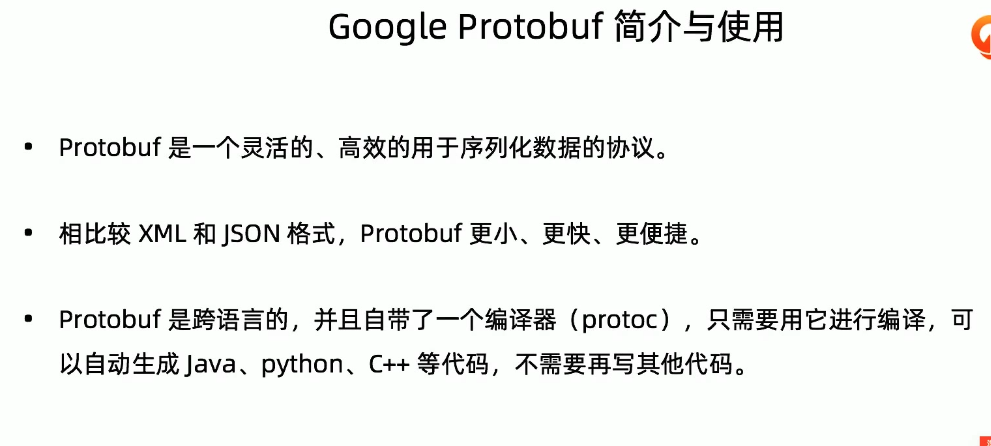 Google Protobuf 简介与使用
• Protobuf 是一个灵活的、高效的用于序列化数据的协议。
• 相比较 XML 和 JSON 格式，Protobuf 更小、更快、更便捷。
• Protobuf 是跨语言的，并且自带了一个编译器（protoc），只需要用它进行编译，可
以自动生成 Java、python、C++ 等代码，不需要再写其他代码。